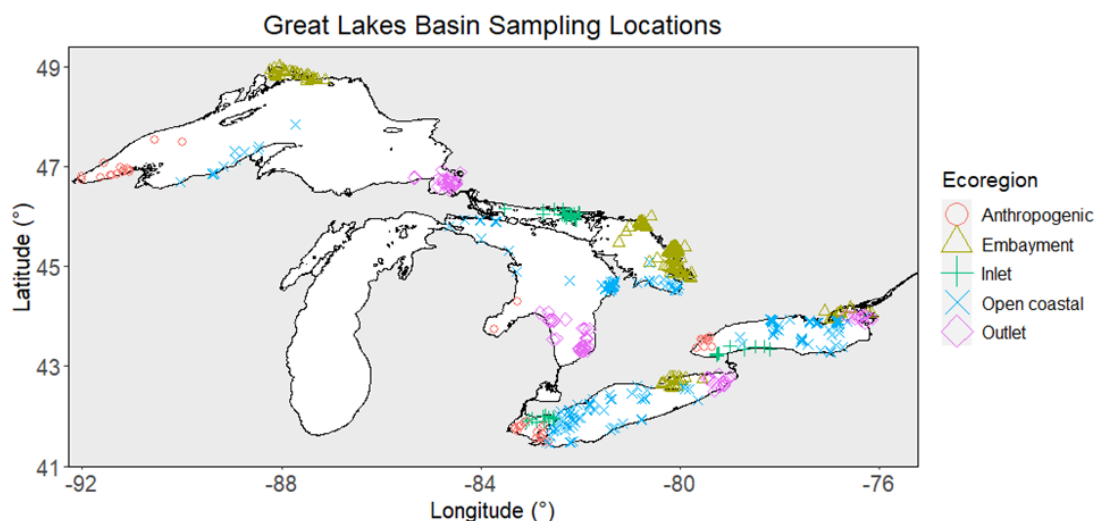 Great Lakes Basin Sampling Locations
49
47
45
43
41
Latitude (°)
-92
-88
-84
-80
-76
Longitude (°)
Ecoregion
Anthropogenic
Embayment
Inlet
Open coastal
Outlet